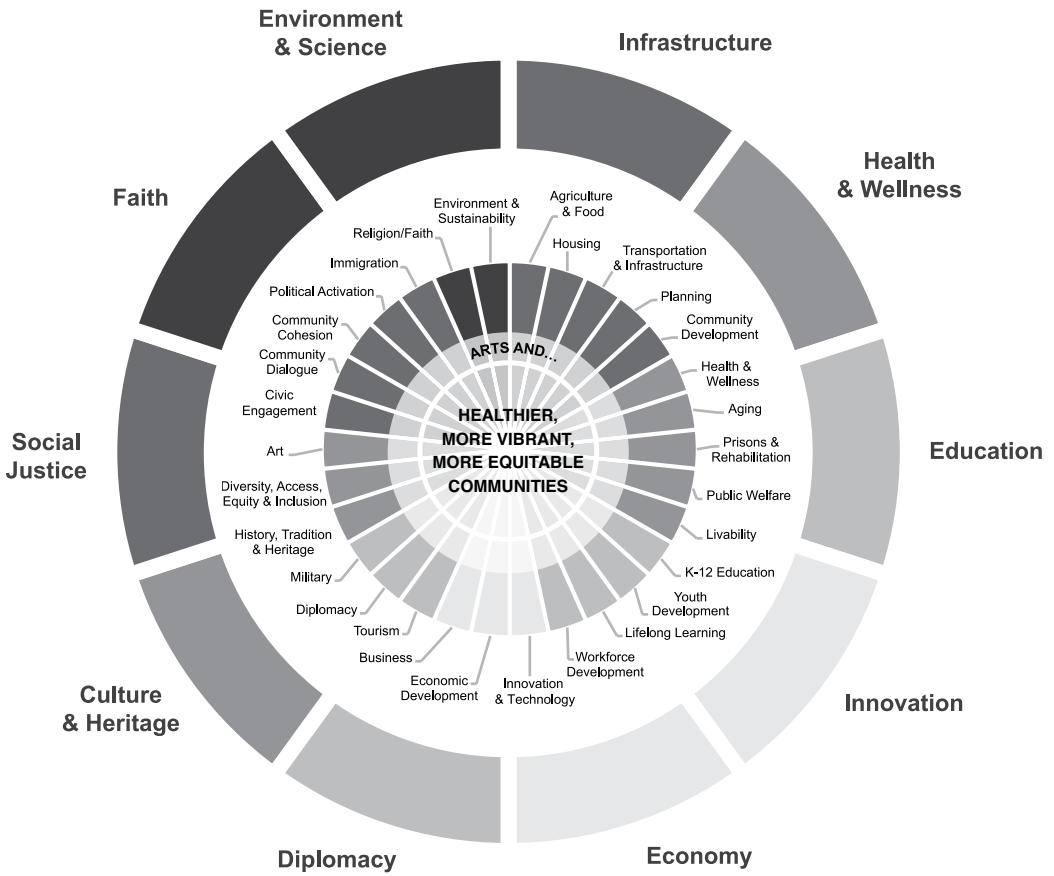 Environment
& Science
Infrastructure
Health
& Wellness
Education
Innovation
Economy
Diplomacy
Culture
& Heritage
Social
Justice
Faith
Environment &
Sustainability
Agriculture
& Food
Housing
Transportation
& Infrastructure
Planning
Community
Development
Health &
Wellness
Aging
Prisons &
Rehabilitation
Public Welfare
Livability
K-12 Education
Youth
Development
Lifelong Learning
Workforce
Development
Innovation
& Technology
Economic
Development
Business
Tourism
Diplomacy
Military
History, Tradition
& Heritage
Diversity, Access,
Equity & Inclusion
Art
Civic
Engagement
Community
Dialogue
Community
Cohesion
Political Activation
Immigration
Religion/Faith
ARTS AND...
HEALTHIER,
MORE VIBRANT,
MORE EQUITABLE
COMMUNITIES